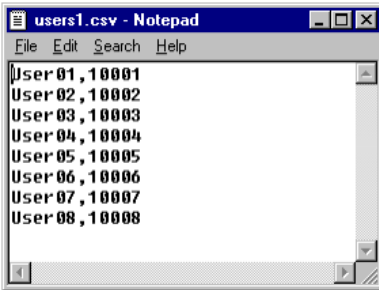 users1.csv - Notepad
File Edit Search Help
User01,10001
User02,10002
User03,10003
User04,10004
User05,10005
User06,10006
User07,10007
User08,10008